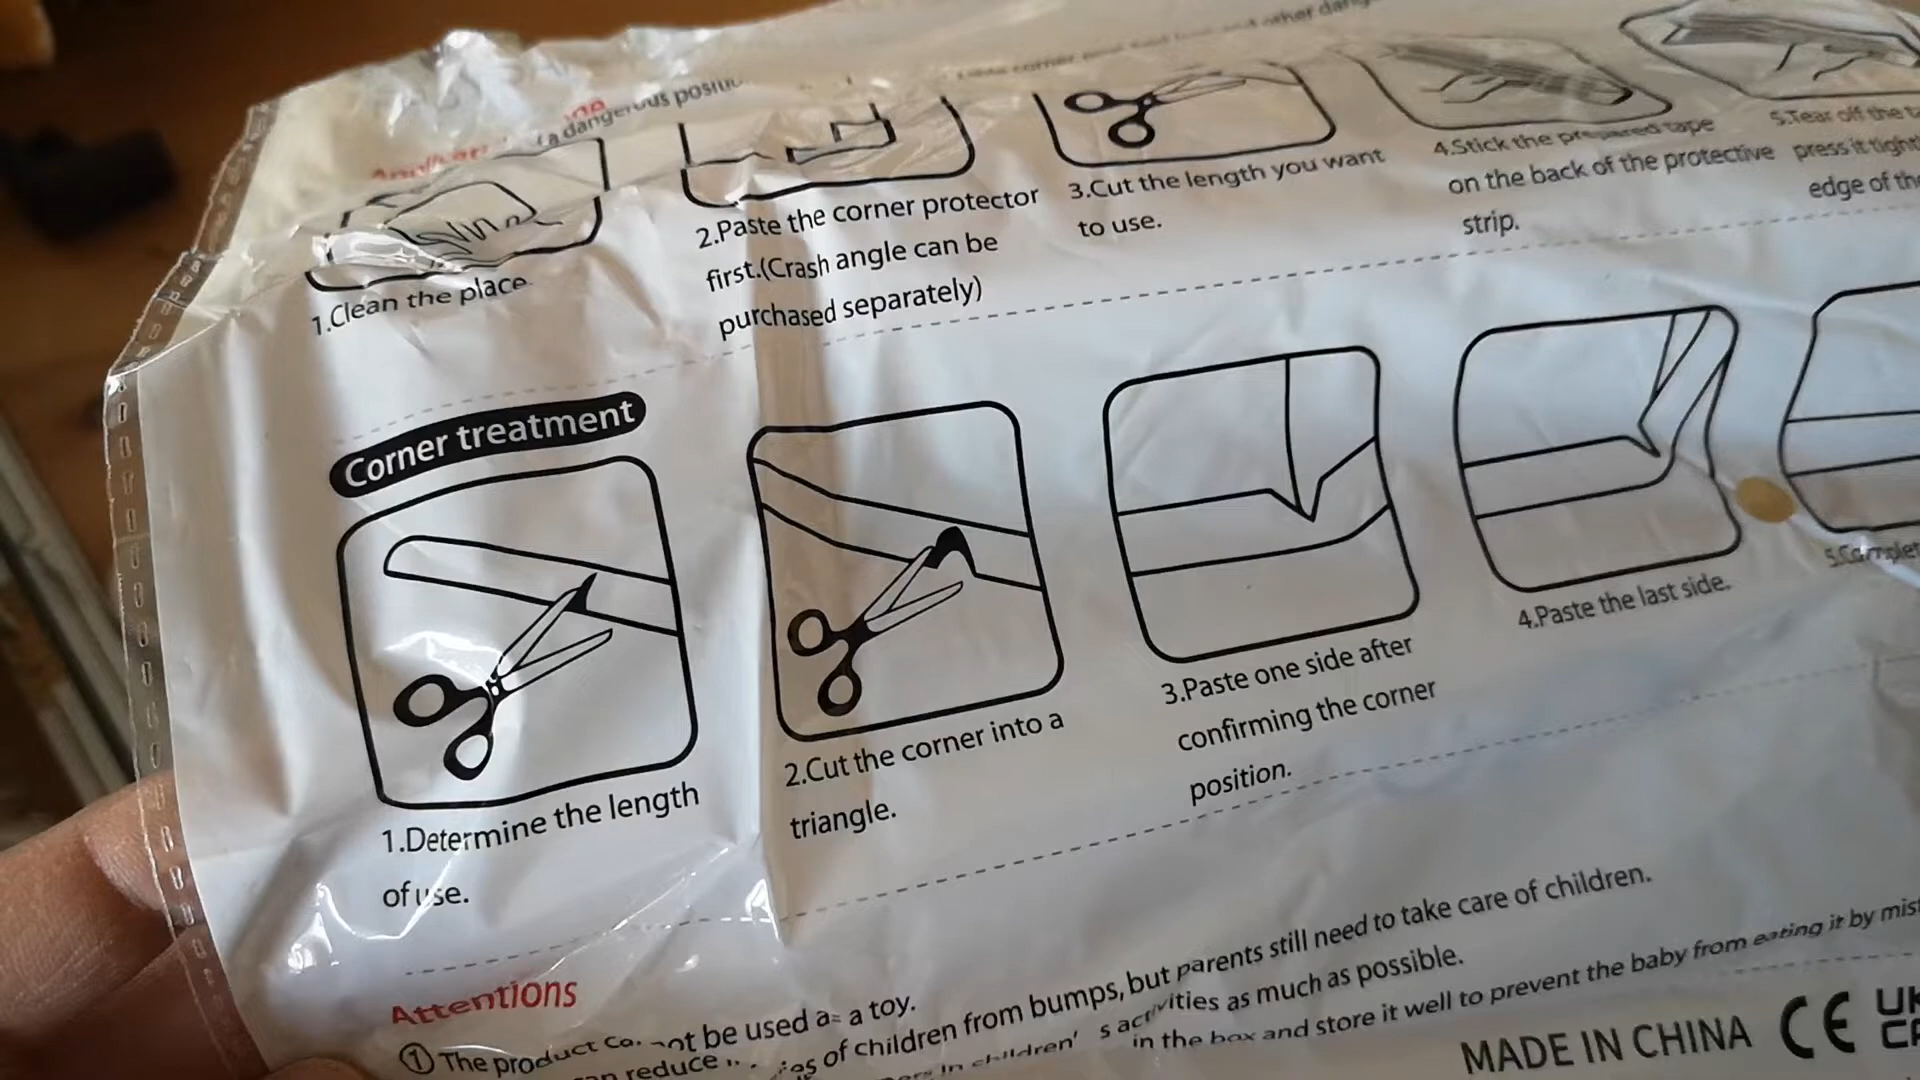 a dangerous
1.Clean the place
2.Paste the corner protector
first.(Crash angle can be
purchased separately)
3.Cut the length you want
to use.
4.Stick the prepared tape
on the back of the protective
strip.
5.Tear off the
press it
edge of the
Corner treatment
1.Determine the length
of use.
2.Cut the corner into a
triangle.
3.Paste one side after
confirming the corner
position.
4.Paste the last side.
Attentions
① The product be used a toy.
reduce of children from bumps, but parents still need to take care of children.
in children's activities as much as possible.
in the box and store it well to prevent the baby from eating it by
MADE IN CHINA CE